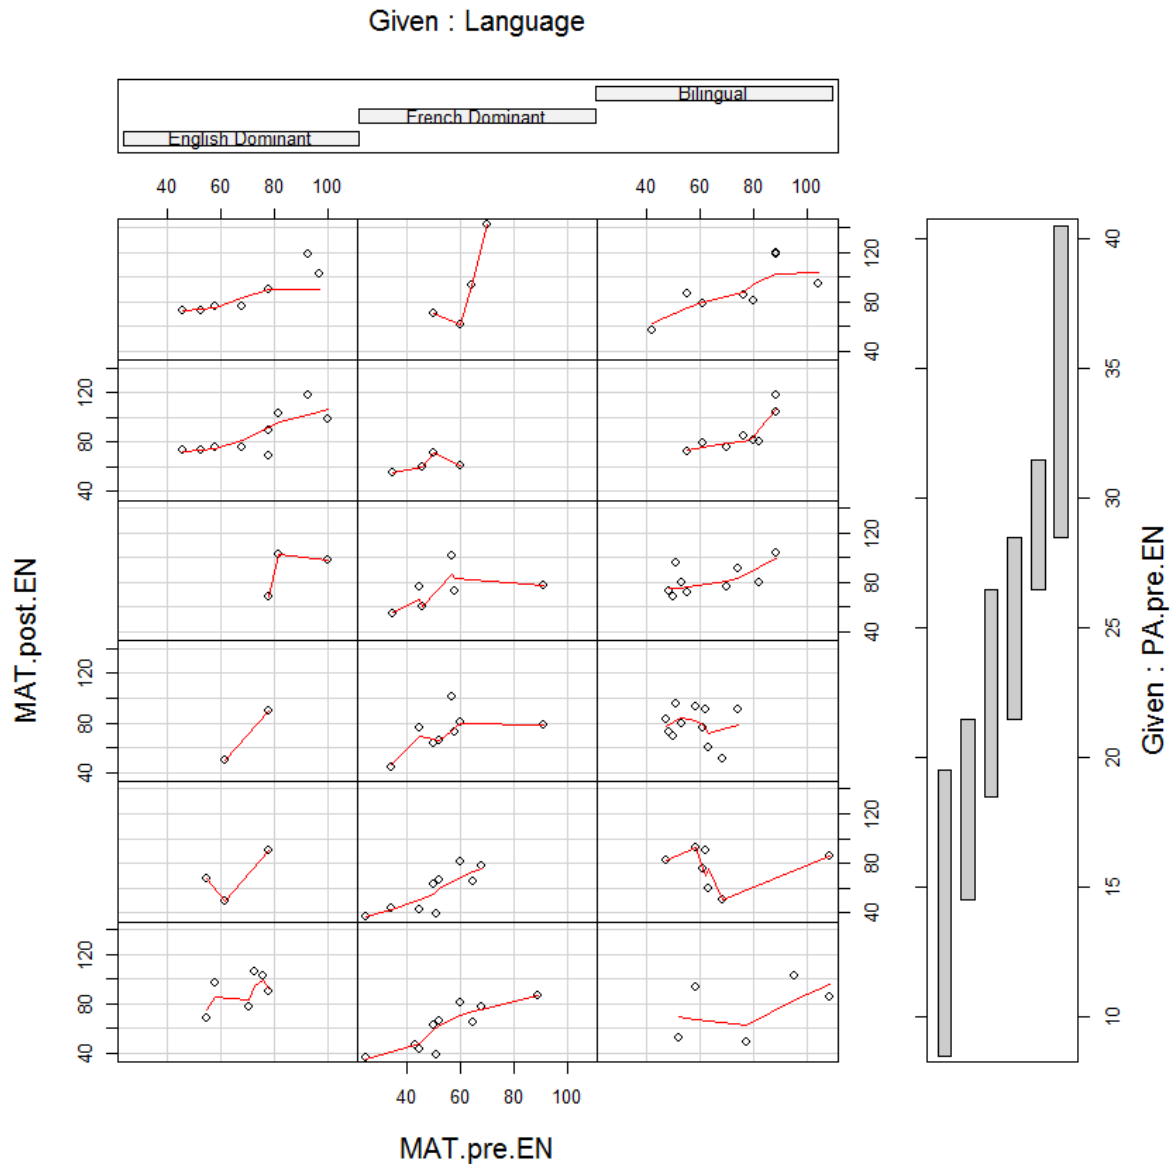 Given : Language
Bilingual
French Dominant
English Dominant
40 60 80 100 40 60 80 100
40 80 120
40 80 120
40 80 120
40 80 120
40 80 120
40 80 120
MAT.post.EN
10 15 20 25 30 35 40
Given : PA.pre.EN
40 60 80 100
MAT.pre.EN